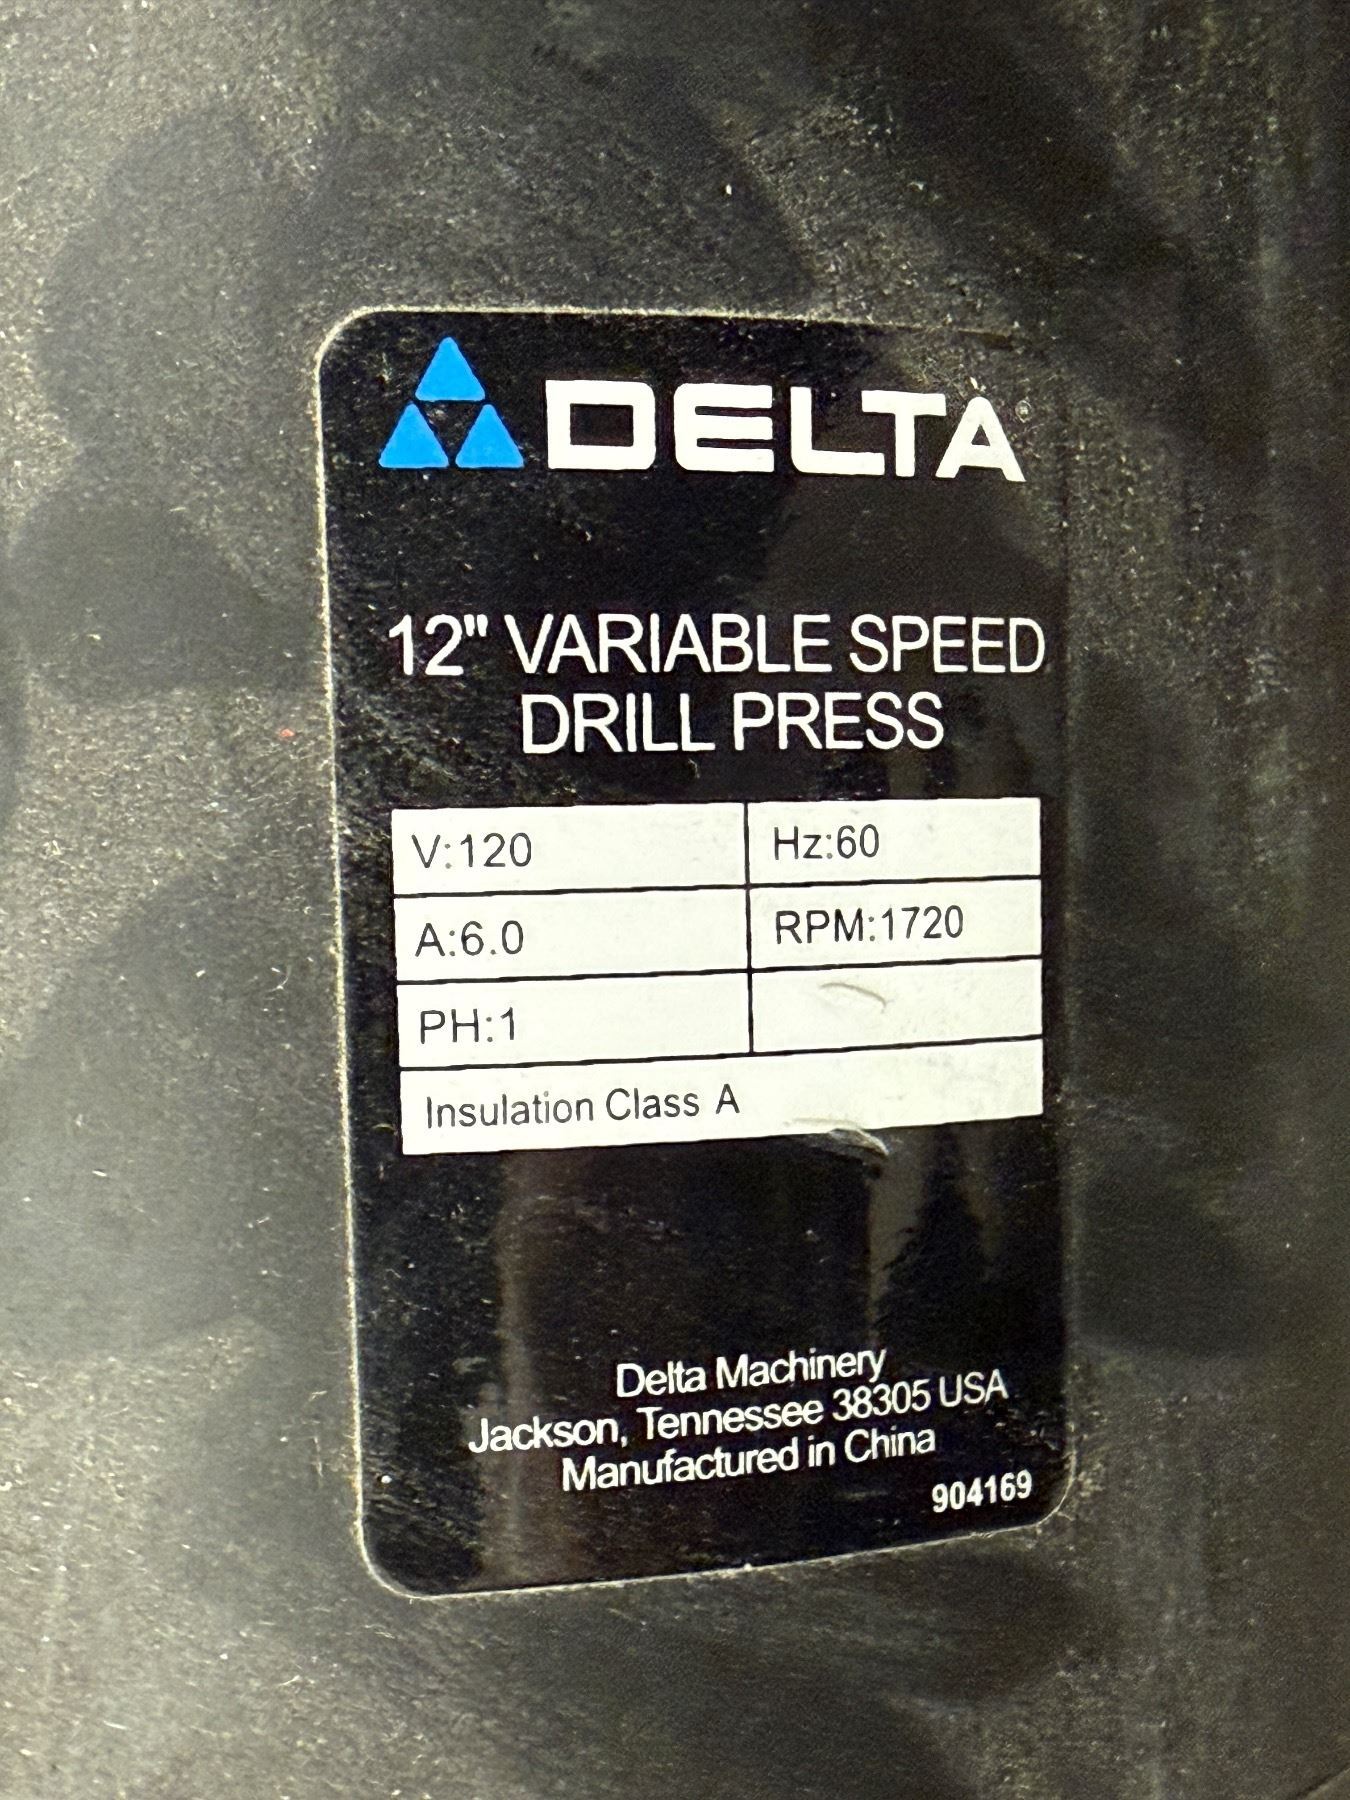 DELTA
12" VARIABLE SPEED
DRILL PRESS
V:120 Hz:60
A:6.0 RPM:1720
PH:1
Insulation Class A
Delta Machinery
Jackson, Tennessee 38305 USA
Manufactured in China
904169